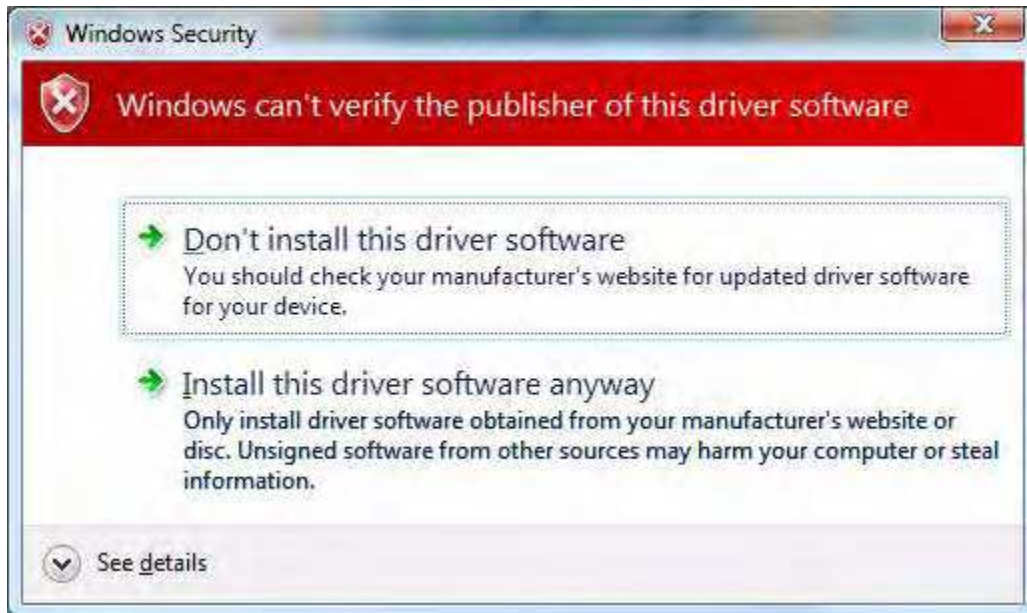 Windows Security
Windows can't verify the publisher of this driver software
Don't install this driver software
You should check your manufacturer's website for updated driver software
for your device.
Install this driver software anyway
Only install driver software obtained from your manufacturer's website or
disc. Unsigned software from other sources may harm your computer or steal
information.
See details